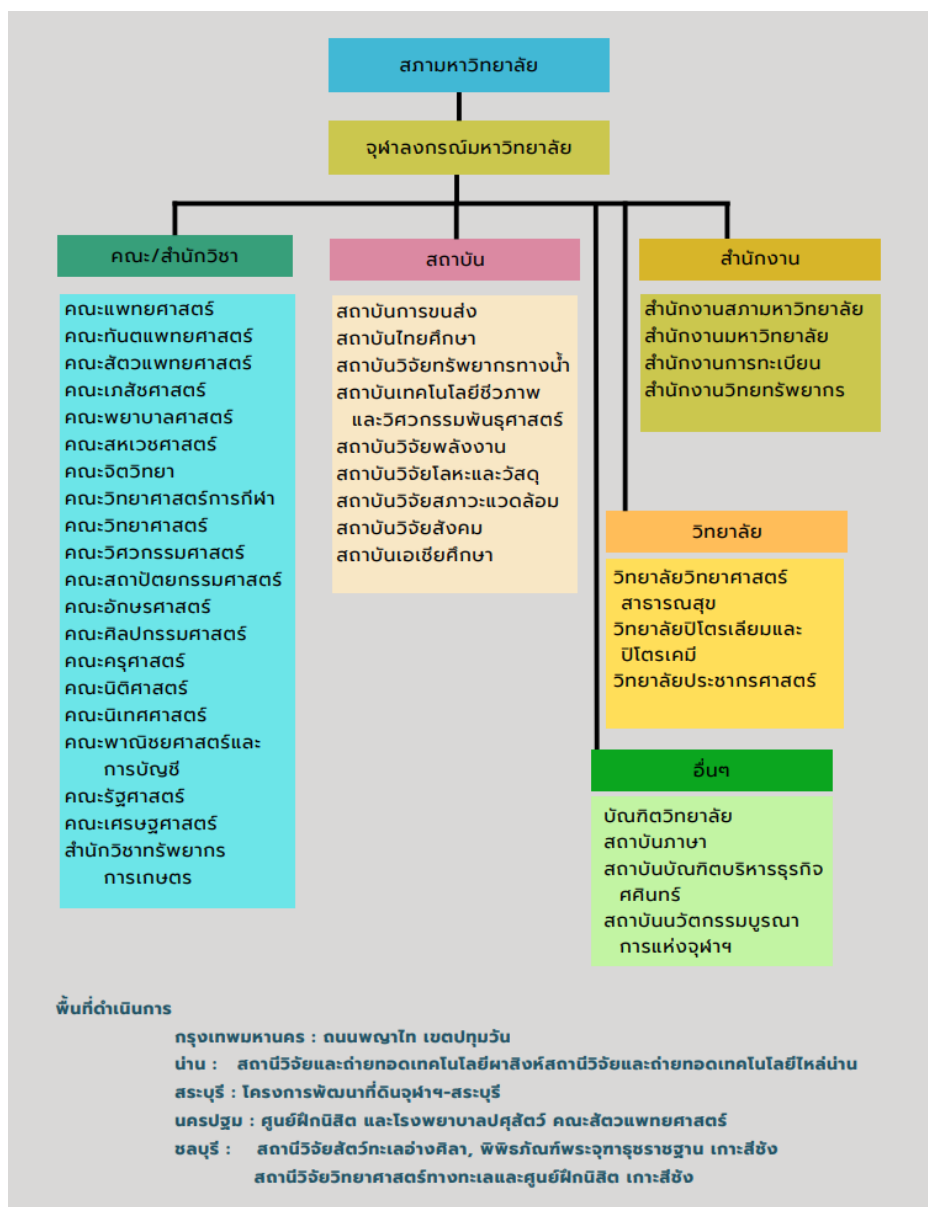 สภามหาวิทยาลัย
จุฬาลงกรณ์มหาวิทยาลัย
คณะ/สำนักวิชา
คณะแพทยศาสตร์
คณะทันตแพทยศาสตร์
คณะสัตวแพทยศาสตร์
คณะเภสัชศาสตร์
คณะพยาบาลศาสตร์
คณะสหเวชศาสตร์
คณะจิตวิทยา
คณะวิทยาศาสตร์การกีฬา
คณะวิทยาศาสตร์
คณะวิศวกรรมศาสตร์
คณะสถาปัตยกรรมศาสตร์
คณะอักษรศาสตร์
คณะศิลปกรรมศาสตร์
คณะครุศาสตร์
คณะนิติศาสตร์
คณะนิเทศศาสตร์
คณะพาณิชยศาสตร์และ
การบัญชี
คณะรัฐศาสตร์
คณะเศรษฐศาสตร์
สำนักวิชาทรัพยากร
การเกษตร
สถาบัน
สถาบันการขนส่ง
สถาบันไทยศึกษา
สถาบันวิจัยทรัพยากรทางน้ำ
สถาบันเทคโนโลยีชีวภาพ
และวิศวกรรมพันธุศาสตร์
สถาบันวิจัยพลังงาน
สถาบันวิจัยโลหะและวัสดุ
สถาบันวิจัยสภาวะแวดล้อม
สถาบันวิจัยสังคม
สถาบันเอเชียศึกษา
สำนักงาน
สำนักงานสภามหาวิทยาลัย
สำนักงานมหาวิทยาลัย
สำนักงานการทะเบียน
สำนักงานวิทยทรัพยากร
วิทยาลัย
วิทยาลัยวิทยาศาสตร์
สาธารณสุข
วิทยาลัยปิโตรเลียมและ
ปิโตรเคมี
วิทยาลัยประชากรศาสตร์
อื่นๆ
บัณฑิตวิทยาลัย
สถาบันภาษา
สถาบันบัณฑิตบริหารธุรกิจ
ศศินทร์
สถาบันนวัตกรรมบูรณา
การแห่งจุฬาฯ
พื้นที่ดำเนินการ
กรุงเทพมหานคร : ถนนพญาไท เขตปทุมวัน
น่าน : สถานีวิจัยและถ่ายทอดเทคโนโลยีผาสิงห์สถานีวิจัยและถ่ายทอดเทคโนโลยีไหล่น่าน
สระบุรี : โครงการพัฒนาที่ดินจุฬาฯ-สระบุรี
นครปฐม : ศูนย์ฝึกนิสิต และโรงพยาบาลปศุสัตว์ คณะสัตวแพทยศาสตร์
ชลบุรี : สถานีวิจัยสัตว์ทะเลอ่างศิลา, พิพิธภัณฑ์พระจุฑาธุชราชฐาน เกาะสีชัง
สถานีวิจัยวิทยาศาสตร์ทางทะเลและศูนย์ฝึกนิสิต เกาะสีชัง